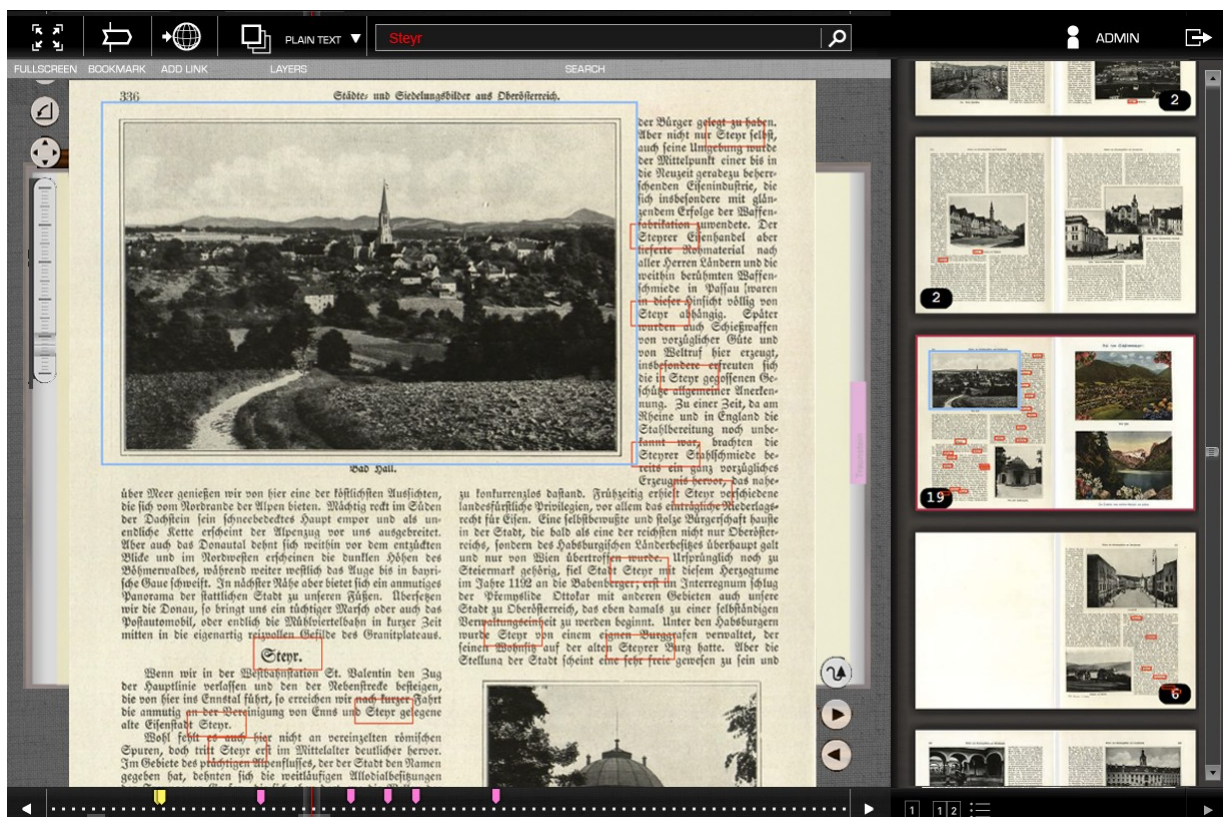 PLAIN TEXT
Steyr
ADMIN
FULLSCREEN
BOOKMARK
ADD LINK
LAYERS
SEARCH
336
Städte- und Siedelungsbilder aus Oberösterreich.
der Bürger gelegt zu haben.
Aber nicht nur Steyr selbst,
auch seine Umgebung wurde
der Mittelpunkt einer bis in
die Neuzeit geradezu beherr-
schenden Eisenindustrie, die
sich insbesondere mit glän-
zendem Erfolge der Waffen-
fabrikation zuwendete. Der
Steyrer Eisenhandel aber
lieferte Rohmaterial nach
aller Herren Ländern und die
weithin berühmten Waffen-
schmiede in Passau waren
in dieser Hinsicht völlig von
Steyr abhängig. Später
wurden auch Schießwaffen
von vorzüglicher Güte und
von Weltruf hier erzeugt,
insbesondere erfreuten sich
die in Steyr gegossenen Ge-
schütze allgemeiner Anerken-
nung. Zu einer Zeit, da am
Rheine und in England die
Stahlbereitung noch unbe-
kannt war, brachten die
Steyrer Stahlschmiede be-
reits ein ganz vorzügliches
Erzeugnis hervor, das nahe-
Bad Hall.
über Meer genießen wir von hier eine der köstlichsten Aussichten,
die sich vom Nordrande der Alpen bieten. Mächtig reckt im Süden
der Dachstein sein schneebedecktes Haupt empor und als un-
endliche Kette erscheint der Alpenzug vor uns ausgebreitet.
Aber auch das Donautal dehnt sich weithin vor dem entzückten
Blicke und im Nordwesten erscheinen die dunklen Höhen des
Böhmerwaldes, während weiter westlich das Auge bis in bayri-
sche Gaue schweift. In nächster Nähe aber bietet sich ein anmutiges
Panorama der stattlichen Stadt zu unseren Füßen. Übersetzen
wir die Donau, so bringt uns ein tüchtiger Marsch oder auch das
Postautomobil, oder endlich die Mühlviertelbahn in kurzer Zeit
mitten in die eigenartig reizvollen Gefilde des Granitplateaus.
Steyr.
Wenn wir in der Westbahnstation St. Valentin den Zug
der Hauptlinie verlassen und den der Nebenstrecke besteigen,
die von hier ins Ennstal führt, so erreichen wir nach kurzer Fahrt
die anmutig an der Vereinigung von Enns und Steyr gelegene
alte Eisenstadt Steyr.
Wohl fehlt es auch hier nicht an vereinzelten römischen
Spuren, doch tritt Steyr erst im Mittelalter deutlicher hervor.
Im Gebiete des prächtigen Alpenflusses, der der Stadt den Namen
gegeben hat, dehnten sich die weitläufigen Allodialbesitzungen
zu konkurrenzlos dastand. Frühzeitig erhielt Steyr verschiedene
landesfürstliche Privilegien, vor allem das einträgliche Niederlags-
recht für Eisen. Eine selbstbewußte und stolze Bürgerschaft hauste
in der Stadt, die bald als eine der reichsten nicht nur Oberöster-
reichs, sondern des Habsburgischen Länderbesitzes überhaupt galt
und nur von Wien übertroffen wurde. Ursprünglich noch zu
Steiermark gehörig, fiel Stadt Steyr mit diesem Herzogtume
im Jahre 1192 an die Babenberger; erst im Interregnum schlug
der Přemyslide Ottokar mit anderen Gebieten auch unsere
Stadt zu Oberösterreich, das eben damals zu einer selbständigen
Verwaltungseinheit zu werden beginnt. Unter den Habsburgern
wurde Steyr von einem eignen Burggrafen verwaltet, der
seinen Wohnsitz auf der alten Steyrer Burg hatte. Aber die
Stellung der Stadt scheint eine sehr freie gewesen zu sein und
2
2
19
6
1
1 2